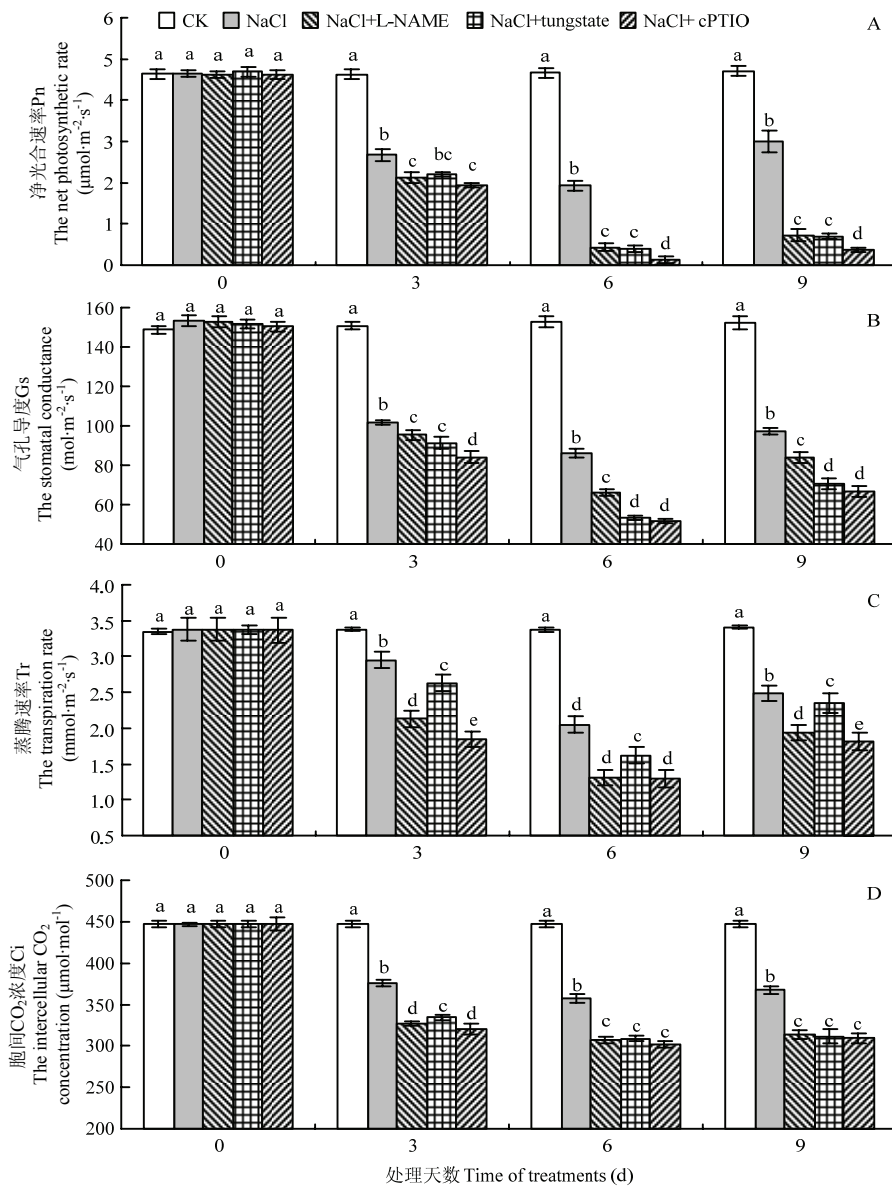 CK NaCl NaCl+L-NAME NaCl+tungstate NaCl+ cPTIO
A
净光合速率Pn
The net photosynthetic rate
(μmol·m⁻²·s⁻¹)
6
5
4
3
2
1
0
a a a a a
a b c bc c
a b c c d
a b c c d
0 3 6 9
B
气孔导度Gs
The stomatal conductance
(mol·m⁻²·s⁻¹)
160
140
120
100
80
60
40
a a a a a
a b c c d
a b c d d
a b c d d
0 3 6 9
C
蒸腾速率Tr
The transpiration rate
(mmol·m⁻²·s⁻¹)
4.0
3.5
3.0
2.5
2.0
1.5
1.0
0.5
a a a a a
a b d c e
a d d c d
a b d c e
0 3 6 9
D
胞间CO₂浓度Ci
The intercellular CO₂
concentration (μmol·mol⁻¹)
500
450
400
350
300
250
200
a a a a a
a b d c d
a b c c c
a b c c c
0 3 6 9
处理天数 Time of treatments (d)